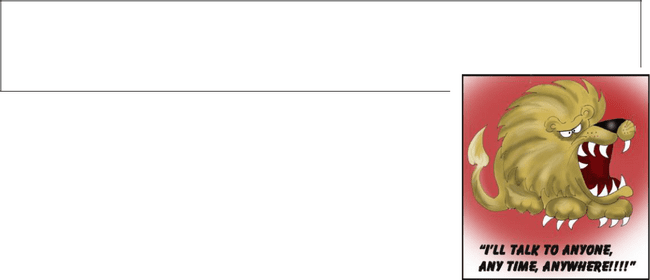 “I’LL TALK TO ANYONE,
ANY TIME, ANYWHERE!!!!”